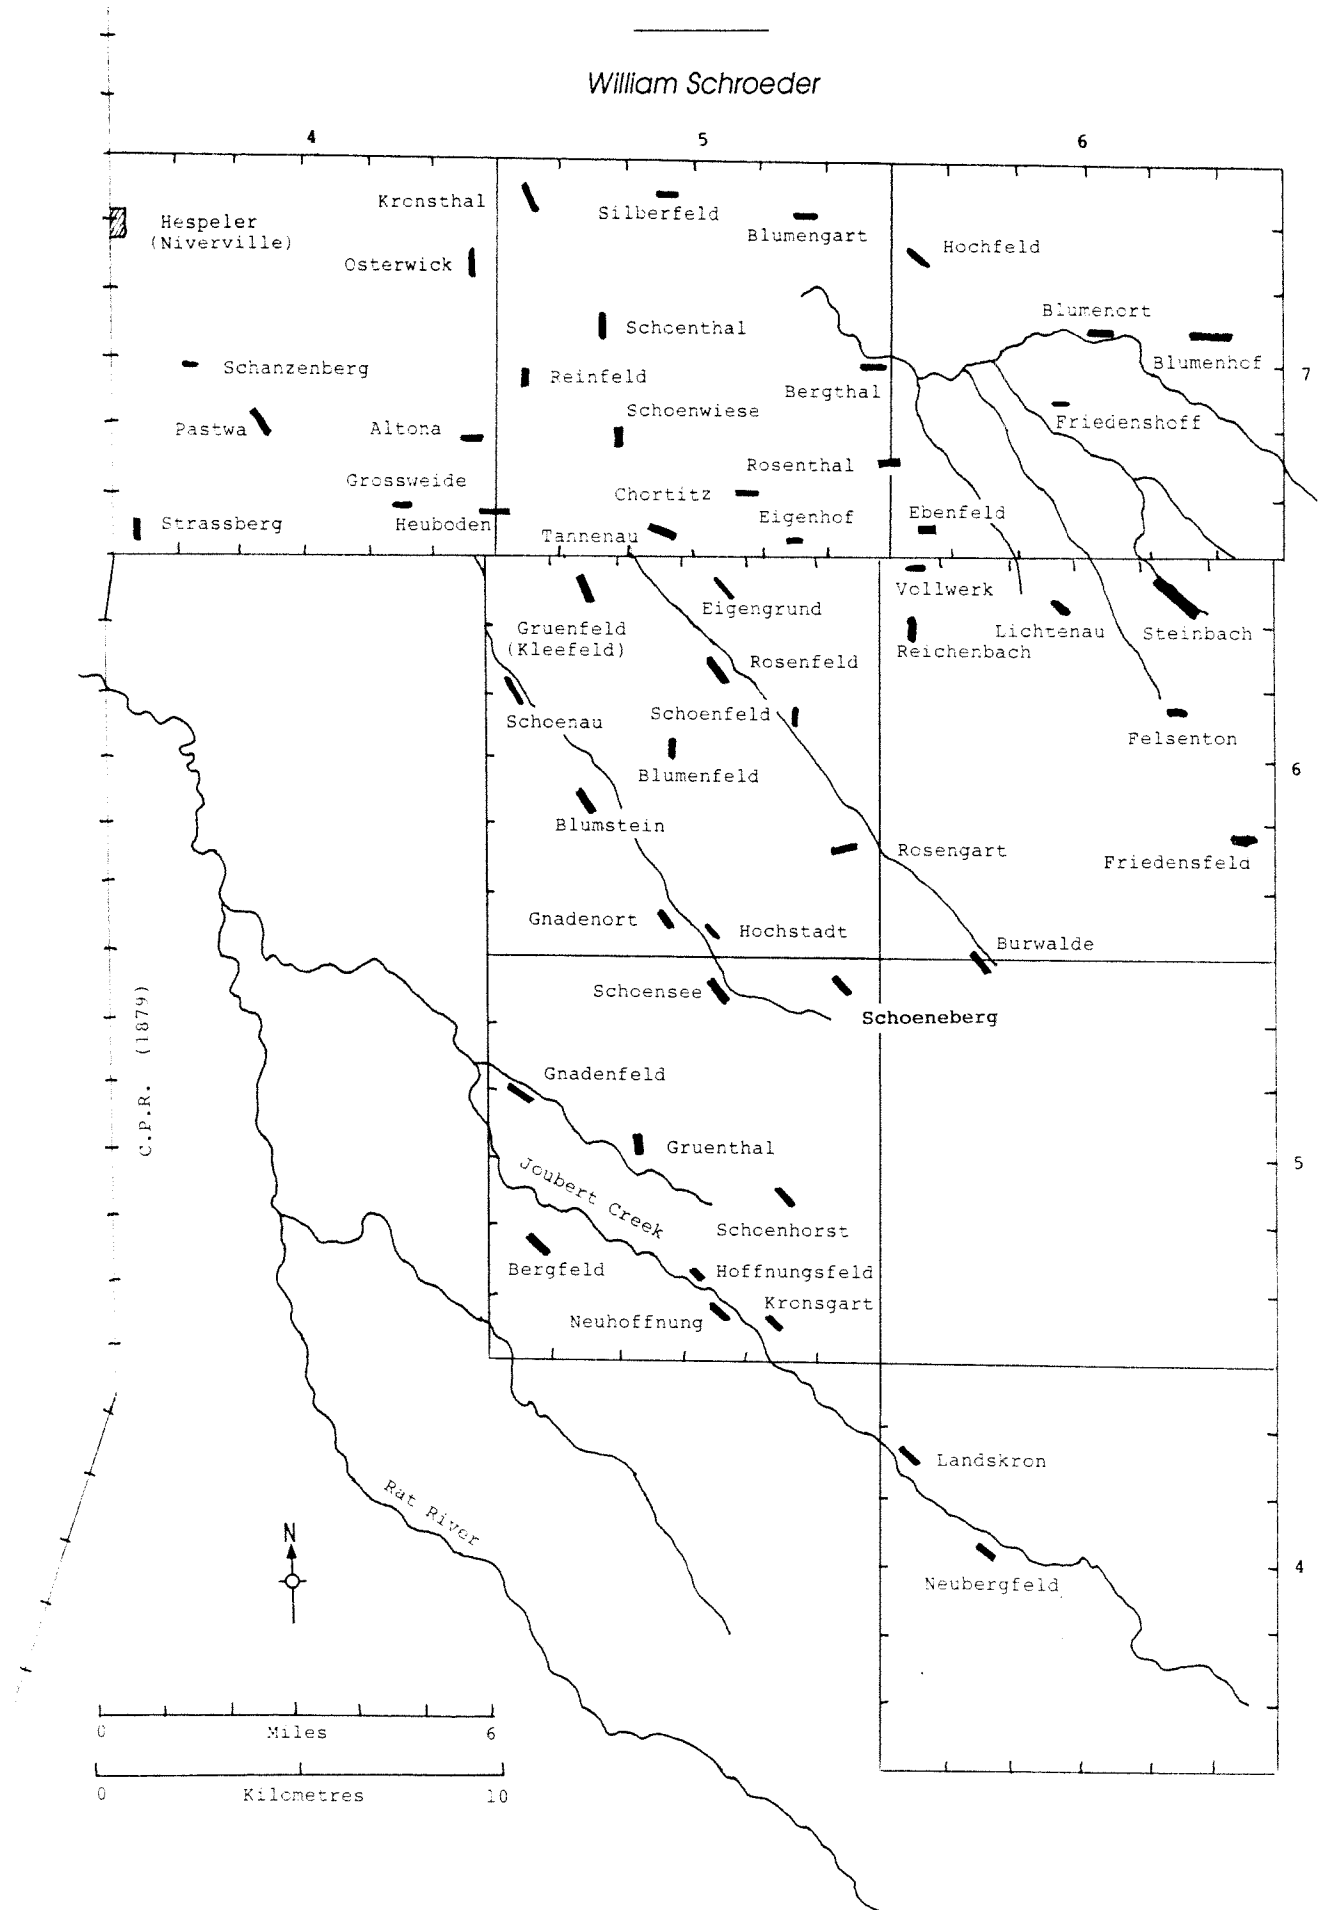 William Schroeder
4 5 6
Kronsthal
Silberfeld
Hespeler
(Niverville)
Blumengart
Hochfeld
Osterwick
Blumenort
Schoenthal
Blumenhof
Schanzenberg
Reinfeld
7
Bergthal
Schoenwiese
Friedenshoff
Pastwa
Altona
Rosenthal
Grossweide
Chortitz
Ebenfeld
Eigenhof
Strassberg
Heuboden
Tannenau
Vollwerk
Eigengrund
Gruenfeld
(Kleefeld)
Lichtenau
Steinbach
Reichenbach
Rosenfeld
Schoenau
Schoenfeld
Felsenton
6
Blumenfeld
Blumstein
Rosengart
Friedensfeld
Gnadenort
Hochstadt
Burwalde
Schoensee
Schoeneberg
C.P.R. (1879)
Gnadenfeld
Gruenthal
5
Joubert Creek
Schoenhorst
Bergfeld
Hoffnungsfeld
Kronsgart
Neuhoffnung
Landskron
Rat River
N
4
Neubergfeld
0 Miles 6
0 Kilometres 10